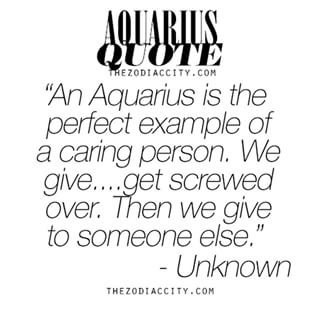 AQUARIUS
QUOTE
THEZODIACCITY.COM
“An Aquarius is the
perfect example of
a caring person. We
give....get screwed
over. Then we give
to someone else.”
- Unknown
THEZODIACCITY.COM